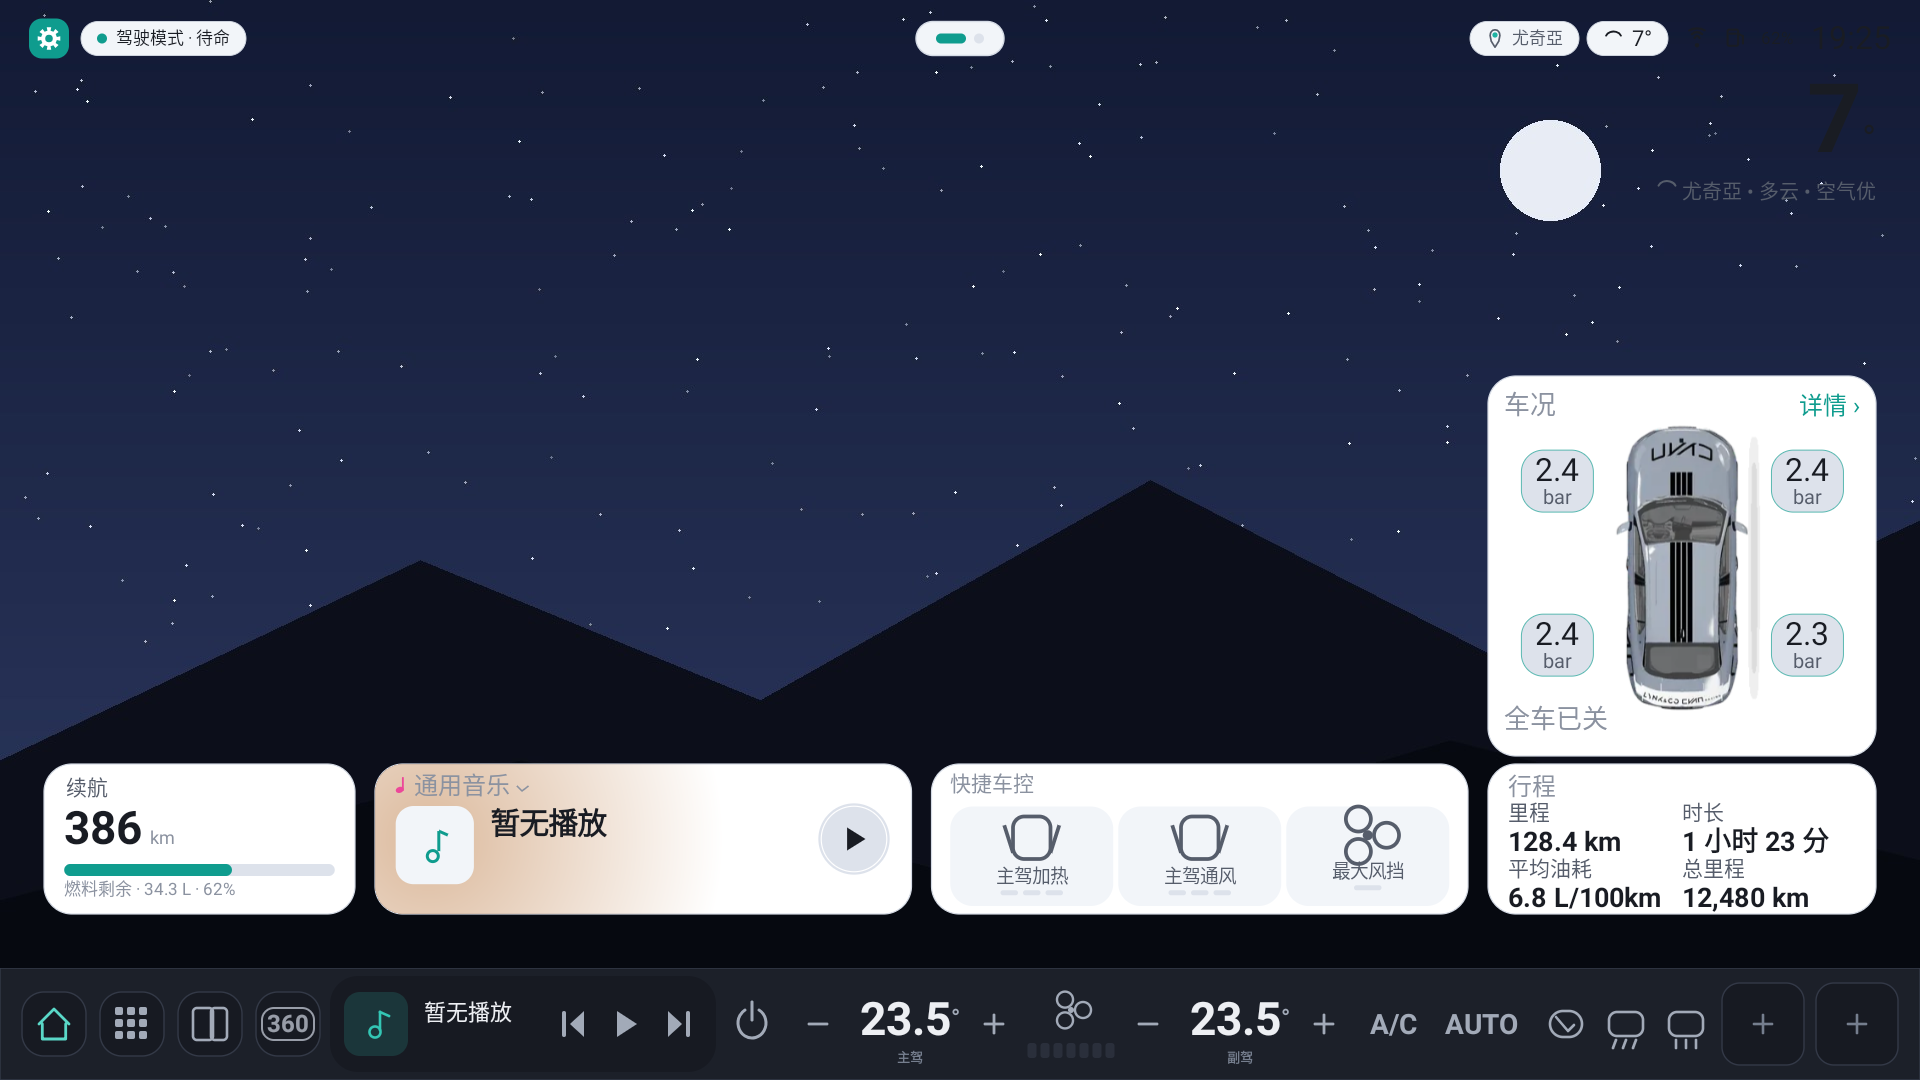 驾驶模式 · 待命
尤奇亞
7°
7°
尤奇亞 • 多云 • 空气优
车况
详情 ›
2.4
bar
2.4
bar
2.4
bar
2.3
bar
全车已关
续航
386 km
燃料剩余 · 34.3 L · 62%
通用音乐
暂无播放
快捷车控
主驾加热
主驾通风
最大风挡
行程
里程
128.4 km
时长
1 小时 23 分
平均油耗
6.8 L/100km
总里程
12,480 km
360
暂无播放
23.5°
主驾
23.5°
副驾
A/C
AUTO